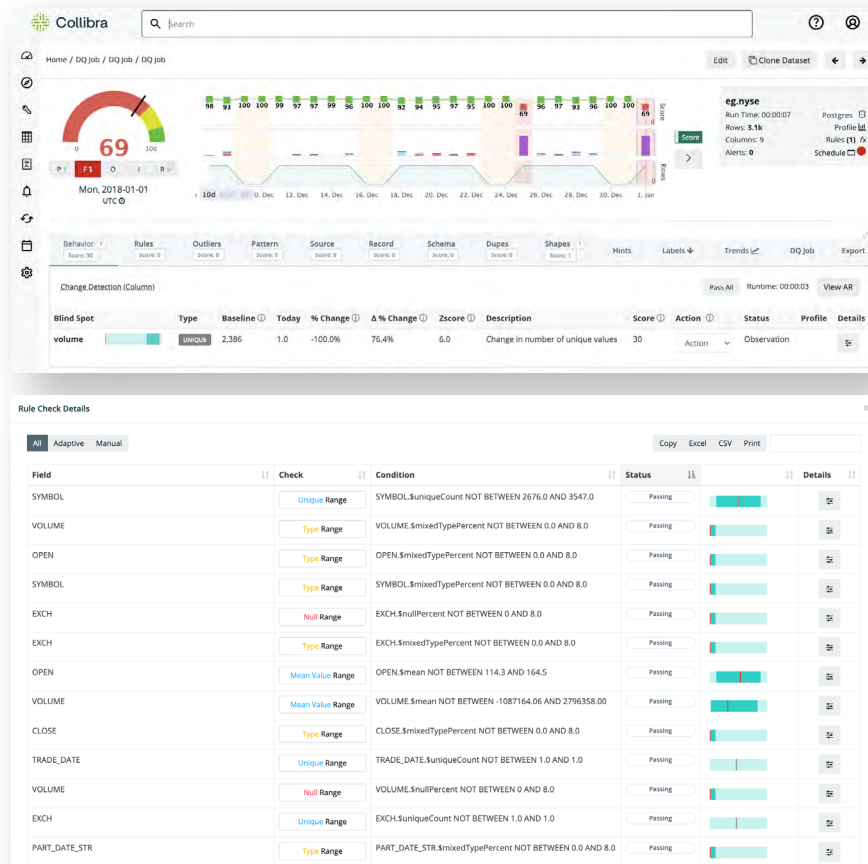 Collibra
Search
Home / DQ Job / DQ Job / DQ Job
Edit Clone Dataset
98 93 100 100 99 97 97 99 96 100 100 92 94 95 97 95 100 100 69 96 97 93 96 100 100 69
Score
0
Rows
0
0 69 100
Mon, 2018-01-01
UTC
10d
12. Dec 14. Dec 16. Dec 18. Dec 20. Dec 22. Dec 24. Dec 26. Dec 28. Dec 30. Dec 1. Jan
Score
eg.nyse
Run Time: 00:00:07 Postgres
Rows: 3.1k Profile
Columns: 9 Rules (1) fx
Alerts: 0 Schedule
Behavior 1 Rules Outliers Pattern Source Record Schema Dupes Shapes 1 Hints Labels Trends DQ Job Export
Score: 30 Score: 0 Score: 0 Score: 0 Score: 0 Score: 0 Score: 0 Score: 0 Score: 1
Change Detection (Column) Pass All Runtime: 00:00:03 View AR
Blind Spot Type Baseline Today % Change Δ % Change Zscore Description Score Action Status Profile Details
volume UNIQUE 2,386 1.0 -100.0% 76.4% 6.0 Change in number of unique values 30 Action Observation
Rule Check Details
All Adaptive Manual Copy Excel CSV Print
Field Check Condition Status Details
SYMBOL Unique Range SYMBOL.$uniqueCount NOT BETWEEN 2676.0 AND 3547.0 Passing
VOLUME Type Range VOLUME.$mixedTypePercent NOT BETWEEN 0.0 AND 8.0 Passing
OPEN Type Range OPEN.$mixedTypePercent NOT BETWEEN 0.0 AND 8.0 Passing
SYMBOL Type Range SYMBOL.$mixedTypePercent NOT BETWEEN 0.0 AND 8.0 Passing
EXCH Null Range EXCH.$nullPercent NOT BETWEEN 0 AND 8.0 Passing
EXCH Type Range EXCH.$mixedTypePercent NOT BETWEEN 0.0 AND 8.0 Passing
OPEN Mean Value Range OPEN.$mean NOT BETWEEN 114.3 AND 164.5 Passing
VOLUME Mean Value Range VOLUME.$mean NOT BETWEEN -1087164.06 AND 2796358.00 Passing
CLOSE Type Range CLOSE.$mixedTypePercent NOT BETWEEN 0.0 AND 8.0 Passing
TRADE_DATE Unique Range TRADE_DATE.$uniqueCount NOT BETWEEN 1.0 AND 1.0 Passing
VOLUME Null Range VOLUME.$nullPercent NOT BETWEEN 0 AND 8.0 Passing
EXCH Unique Range EXCH.$uniqueCount NOT BETWEEN 1.0 AND 1.0 Passing
PART_DATE_STR Type Range PART_DATE_STR.$mixedTypePercent NOT BETWEEN 0.0 AND 8.0 Passing